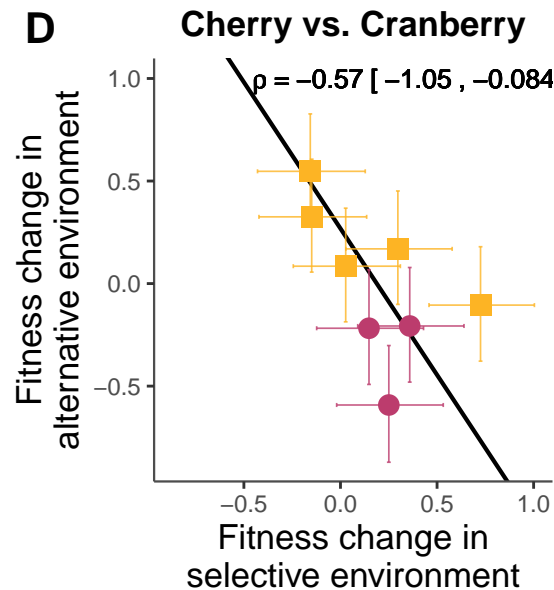 D
Cherry vs. Cranberry
ρ = −0.57 [ −1.05 , −0.084
1.0
0.5
0.0
−0.5
Fitness change in
alternative environment
−0.5 0.0 0.5 1.0
Fitness change in
selective environment